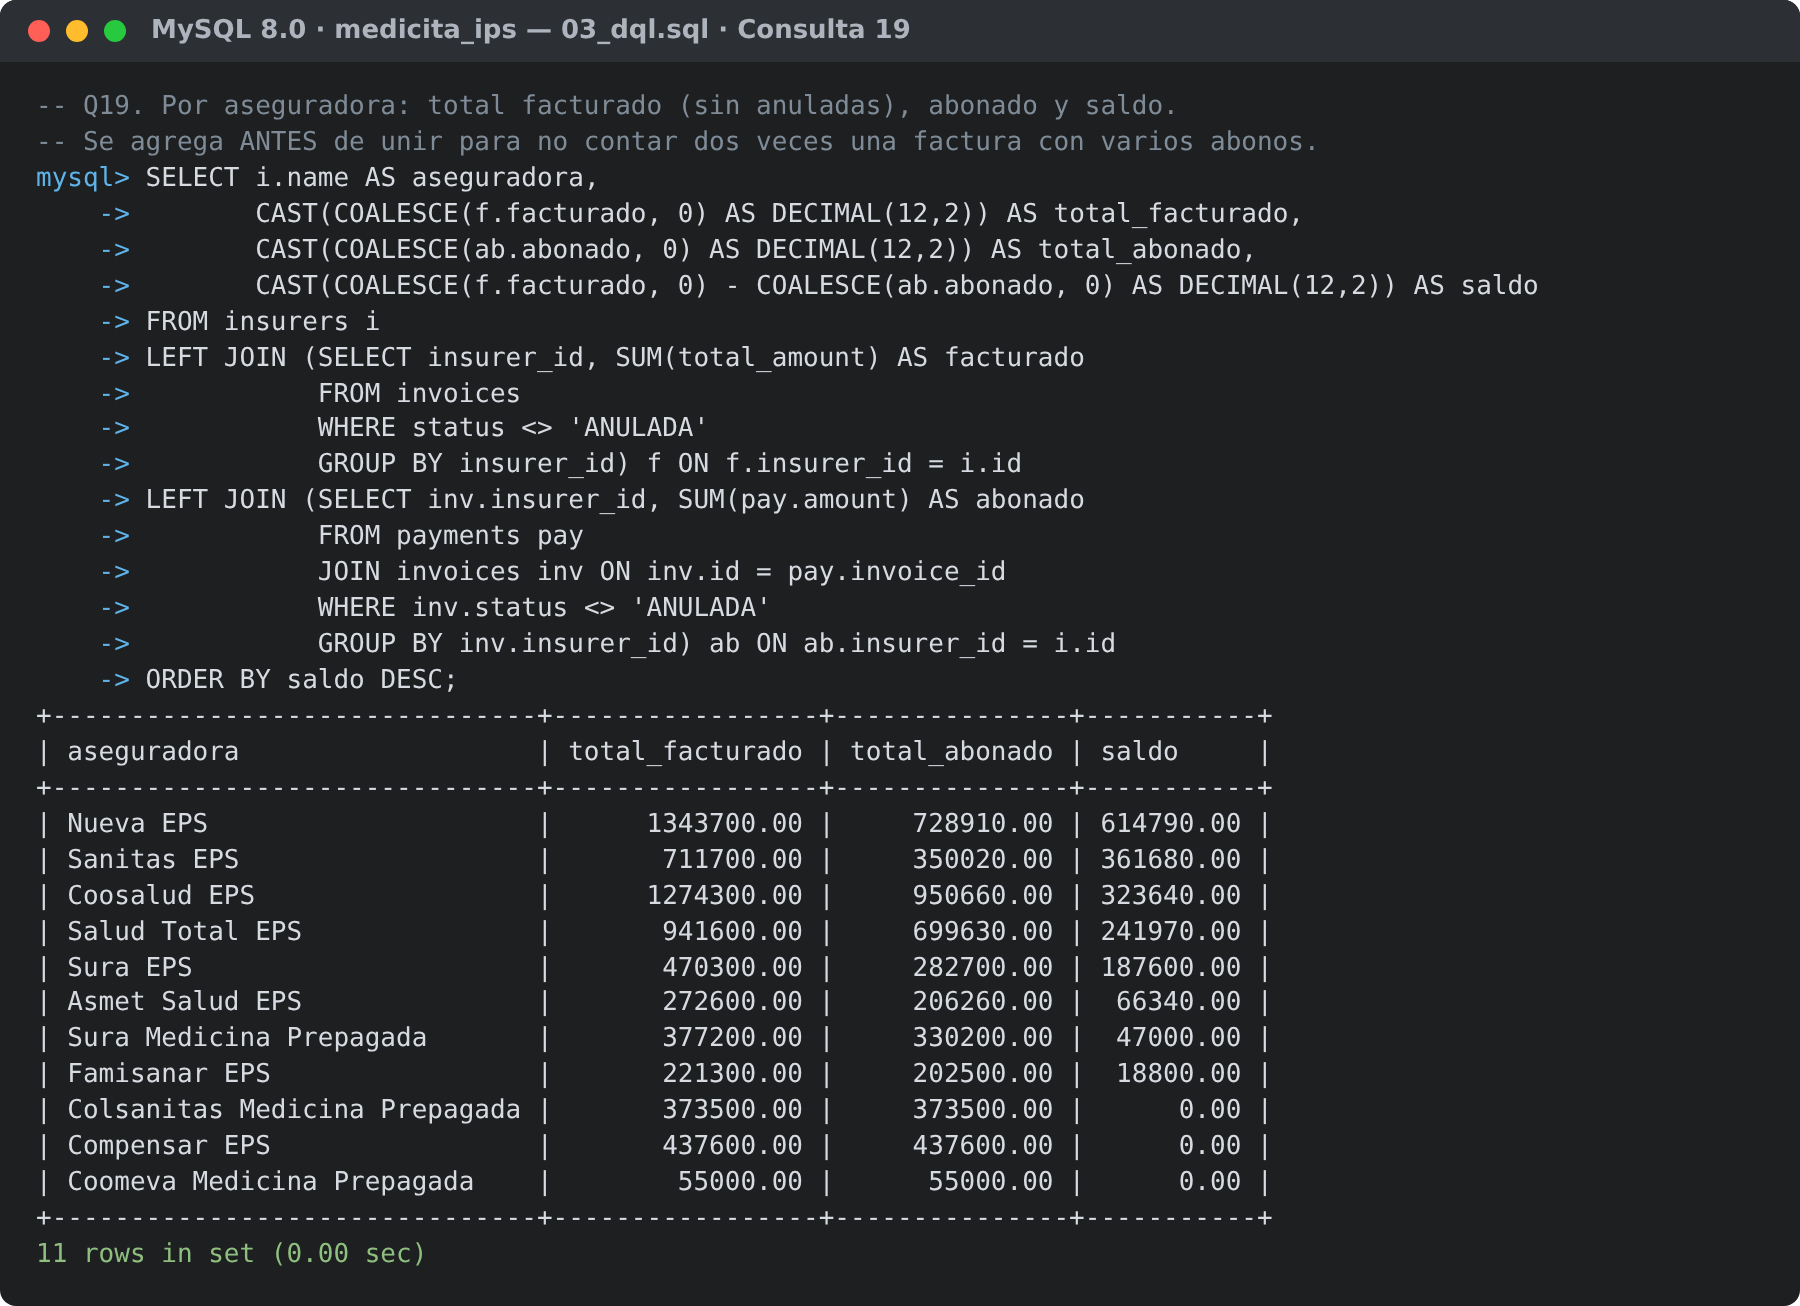 MySQL 8.0 · medicita_ips — 03_dql.sql · Consulta 19
-- Q19. Por aseguradora: total facturado (sin anuladas), abonado y saldo.
-- Se agrega ANTES de unir para no contar dos veces una factura con varios abonos.
mysql> SELECT i.name AS aseguradora,
    ->        CAST(COALESCE(f.facturado, 0) AS DECIMAL(12,2)) AS total_facturado,
    ->        CAST(COALESCE(ab.abonado, 0) AS DECIMAL(12,2)) AS total_abonado,
    ->        CAST(COALESCE(f.facturado, 0) - COALESCE(ab.abonado, 0) AS DECIMAL(12,2)) AS saldo
    -> FROM insurers i
    -> LEFT JOIN (SELECT insurer_id, SUM(total_amount) AS facturado
    ->            FROM invoices
    ->            WHERE status <> 'ANULADA'
    ->            GROUP BY insurer_id) f ON f.insurer_id = i.id
    -> LEFT JOIN (SELECT inv.insurer_id, SUM(pay.amount) AS abonado
    ->            FROM payments pay
    ->            JOIN invoices inv ON inv.id = pay.invoice_id
    ->            WHERE inv.status <> 'ANULADA'
    ->            GROUP BY inv.insurer_id) ab ON ab.insurer_id = i.id
    -> ORDER BY saldo DESC;
+-------------------------------+-----------------+---------------+-----------+
| aseguradora                   | total_facturado | total_abonado | saldo     |
+-------------------------------+-----------------+---------------+-----------+
| Nueva EPS                     |      1343700.00 |     728910.00 | 614790.00 |
| Sanitas EPS                   |       711700.00 |     350020.00 | 361680.00 |
| Coosalud EPS                  |      1274300.00 |     950660.00 | 323640.00 |
| Salud Total EPS               |       941600.00 |     699630.00 | 241970.00 |
| Sura EPS                      |       470300.00 |     282700.00 | 187600.00 |
| Asmet Salud EPS               |       272600.00 |     206260.00 |  66340.00 |
| Sura Medicina Prepagada       |       377200.00 |     330200.00 |  47000.00 |
| Famisanar EPS                 |       221300.00 |     202500.00 |  18800.00 |
| Colsanitas Medicina Prepagada |       373500.00 |     373500.00 |      0.00 |
| Compensar EPS                 |       437600.00 |     437600.00 |      0.00 |
| Coomeva Medicina Prepagada    |        55000.00 |      55000.00 |      0.00 |
+-------------------------------+-----------------+---------------+-----------+
11 rows in set (0.00 sec)